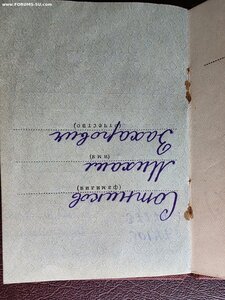 www.FORUMS-SU.com
Сотников
(фамилия)
Михаил
(имя)
Захарович
(отчество)